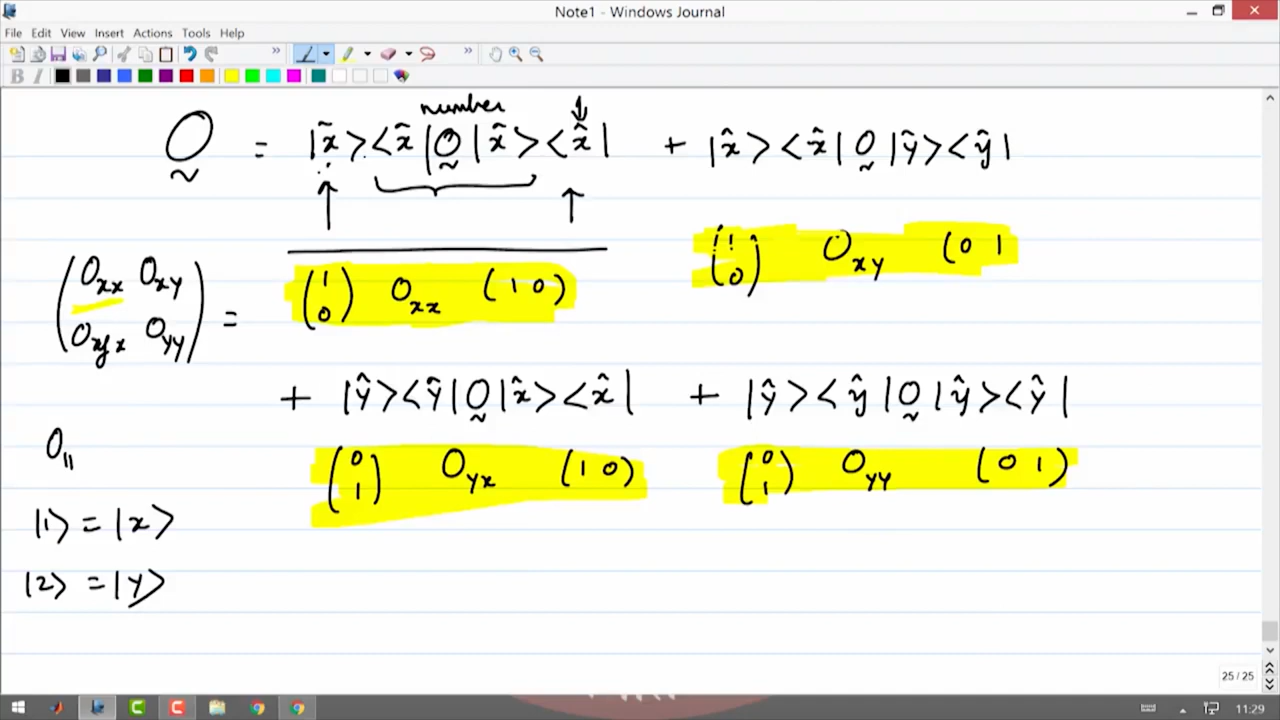 Note1 - Windows Journal
File Edit View Insert Actions Tools Help
number
O̰ = |x̃><x̃|O̰|x̃><x̂| + |x̂><x̂|O̰|ŷ><ŷ|
(1 0) O_xy (0 1
(O_xx O_xy O_yx O_yy) = (1 0) O_xx (1 0)
+ |ŷ><ŷ|O̰|x̂><x̂| + |ŷ><ŷ|O̰|ŷ><ŷ|
O_11
(0 1) O_yx (1 0) (0 1) O_yy (0 1)
|1> = |x>
|2> = |y>
25 / 25
11:29